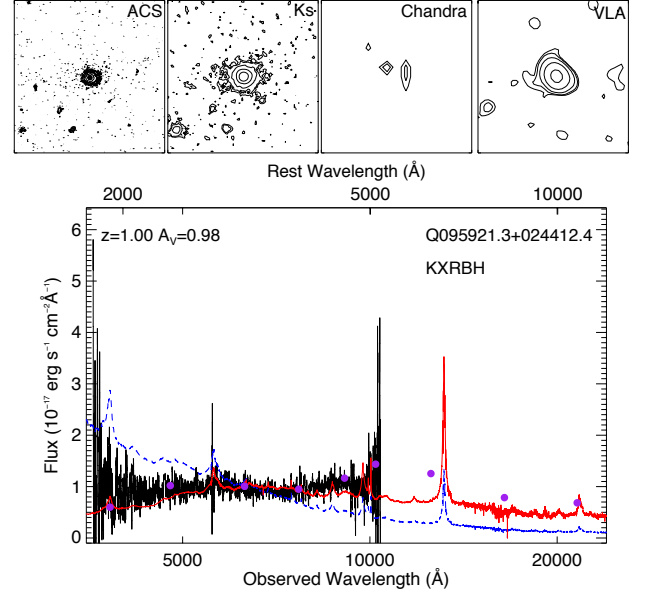 ACS
Ks
Chandra
VLA
Rest Wavelength (Å)
2000 5000 10000
z=1.00 A_V=0.98
Q095921.3+024412.4
KXRBH
Flux (10⁻¹⁷ erg s⁻¹ cm⁻²Å⁻¹)
6
5
4
3
2
1
0
5000 10000 20000
Observed Wavelength (Å)